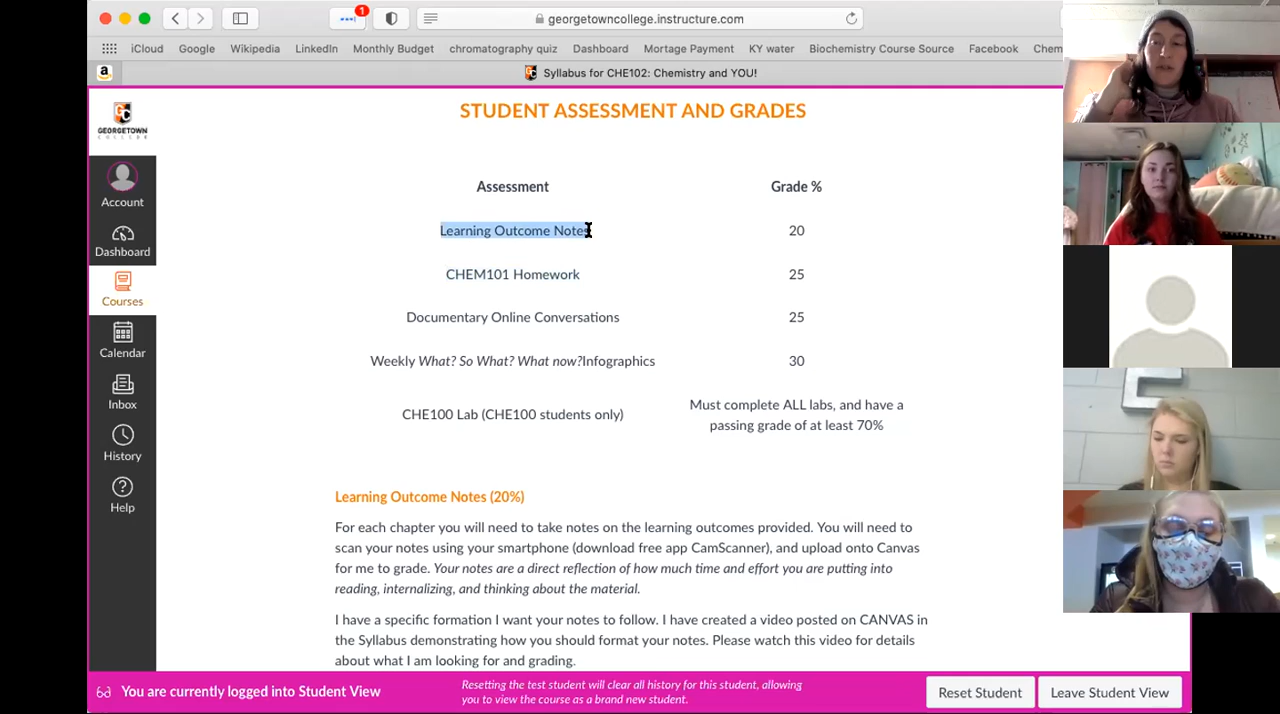 1
georgetowncollege.instructure.com
iCloud Google Wikipedia LinkedIn Monthly Budget chromatography quiz Dashboard Mortage Payment KY water Biochemistry Course Source Facebook Chem
a
Syllabus for CHE102: Chemistry and YOU!
GC
GEORGETOWN
COLLEGE
Account
Dashboard
Courses
Calendar
Inbox
History
Help
STUDENT ASSESSMENT AND GRADES
Assessment Grade %
Learning Outcome Notes 20
CHEM101 Homework 25
Documentary Online Conversations 25
Weekly What? So What? What now?Infographics 30
CHE100 Lab (CHE100 students only) Must complete ALL labs, and have a
passing grade of at least 70%
Learning Outcome Notes (20%)
For each chapter you will need to take notes on the learning outcomes provided. You will need to
scan your notes using your smartphone (download free app CamScanner), and upload onto Canvas
for me to grade. Your notes are a direct reflection of how much time and effort you are putting into
reading, internalizing, and thinking about the material.
I have a specific formation I want your notes to follow. I have created a video posted on CANVAS in
the Syllabus demonstrating how you should format your notes. Please watch this video for details
about what I am looking for and grading.
You are currently logged into Student View
Resetting the test student will clear all history for this student, allowing
you to view the course as a brand new student.
Reset Student
Leave Student View
E